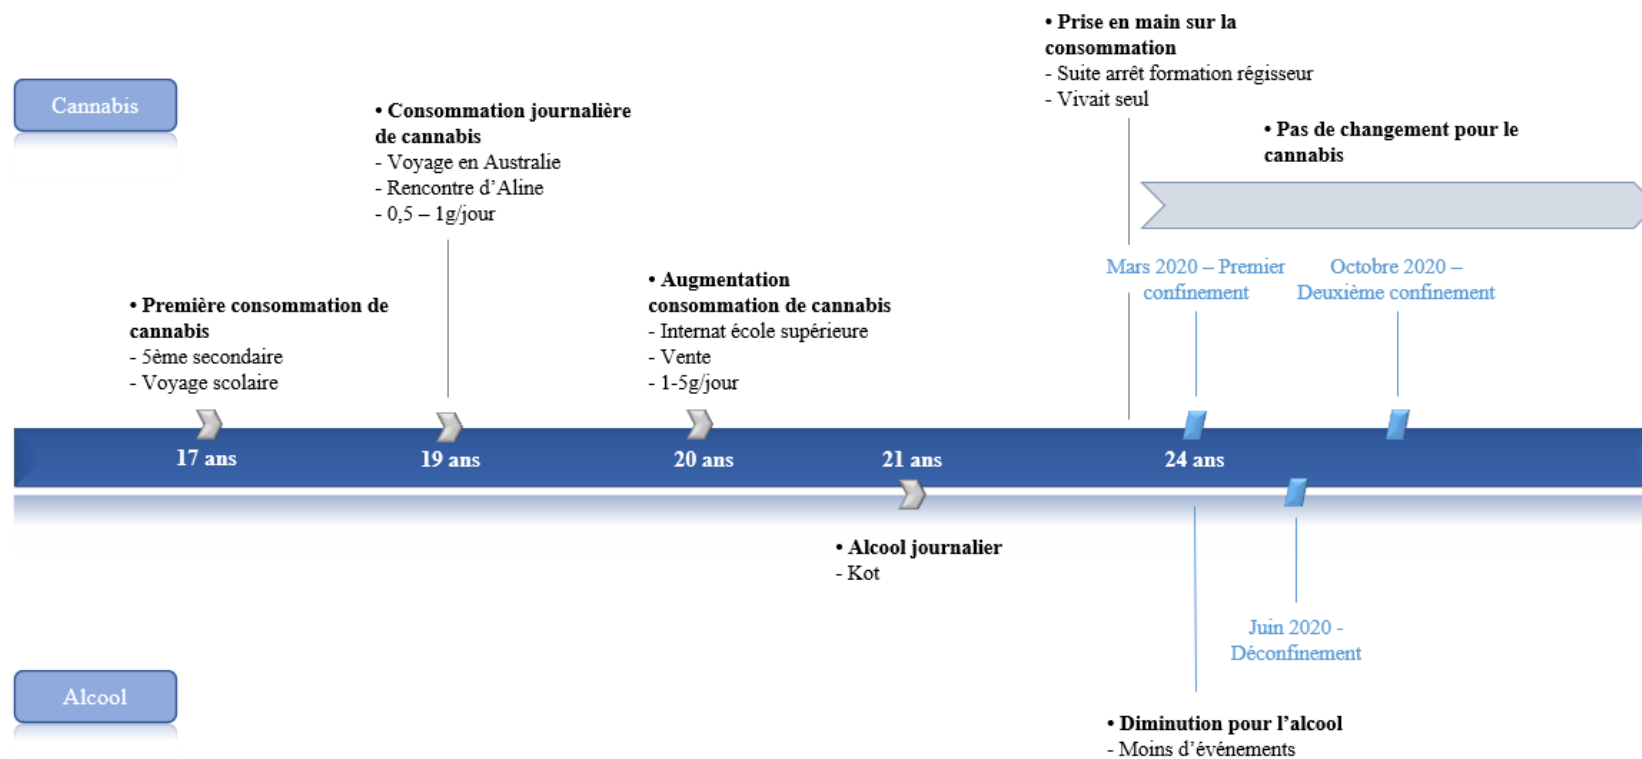 Cannabis
• Prise en main sur la
consommation
- Suite arrêt formation régisseur
- Vivait seul
• Consommation journalière
de cannabis
- Voyage en Australie
- Rencontre d’Aline
- 0,5 – 1g/jour
• Pas de changement pour le
cannabis
• Première consommation de
cannabis
- 5ème secondaire
- Voyage scolaire
• Augmentation
consommation de cannabis
- Internat école supérieure
- Vente
- 1-5g/jour
Mars 2020 – Premier
confinement
Octobre 2020 –
Deuxième confinement
17 ans
19 ans
20 ans
21 ans
24 ans
• Alcool journalier
- Kot
Juin 2020 -
Déconfinement
Alcool
• Diminution pour l’alcool
- Moins d’événements